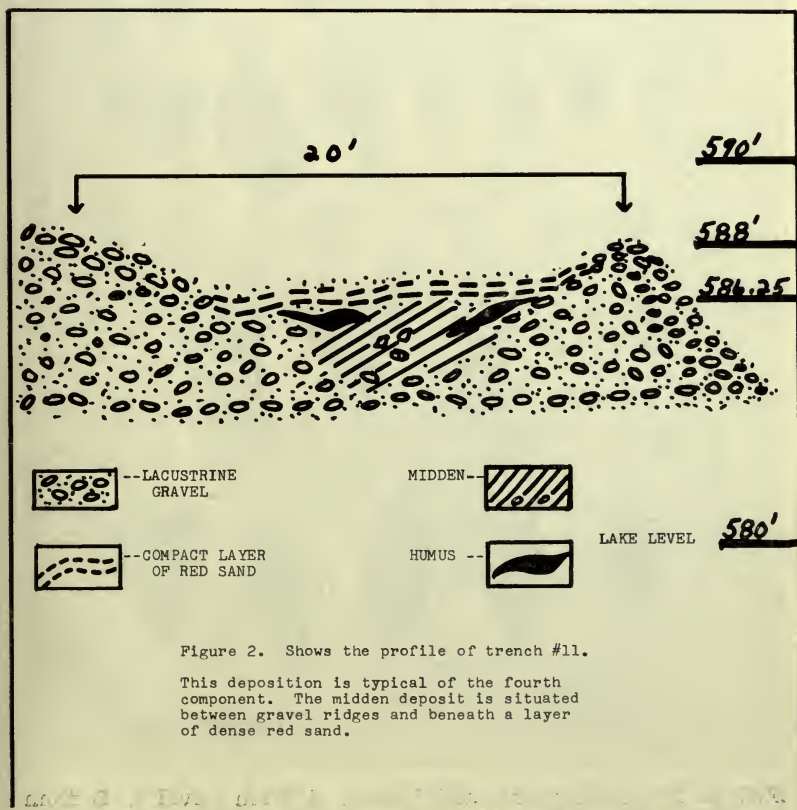 20'
590'
588'
586.25
--LACUSTRINE
GRAVEL
MIDDEN--
--COMPACT LAYER
OF RED SAND
HUMUS --
LAKE LEVEL 580'
Figure 2. Shows the profile of trench #11.
This deposition is typical of the fourth
component. The midden deposit is situated
between gravel ridges and beneath a layer
of dense red sand.